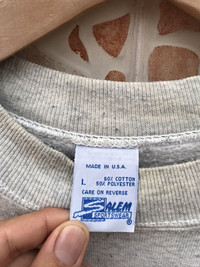 MADE IN U.S.A.
L 50% COTTON
50% POLYESTER
CARE ON REVERSE
SALEM
SPORTSWEAR®